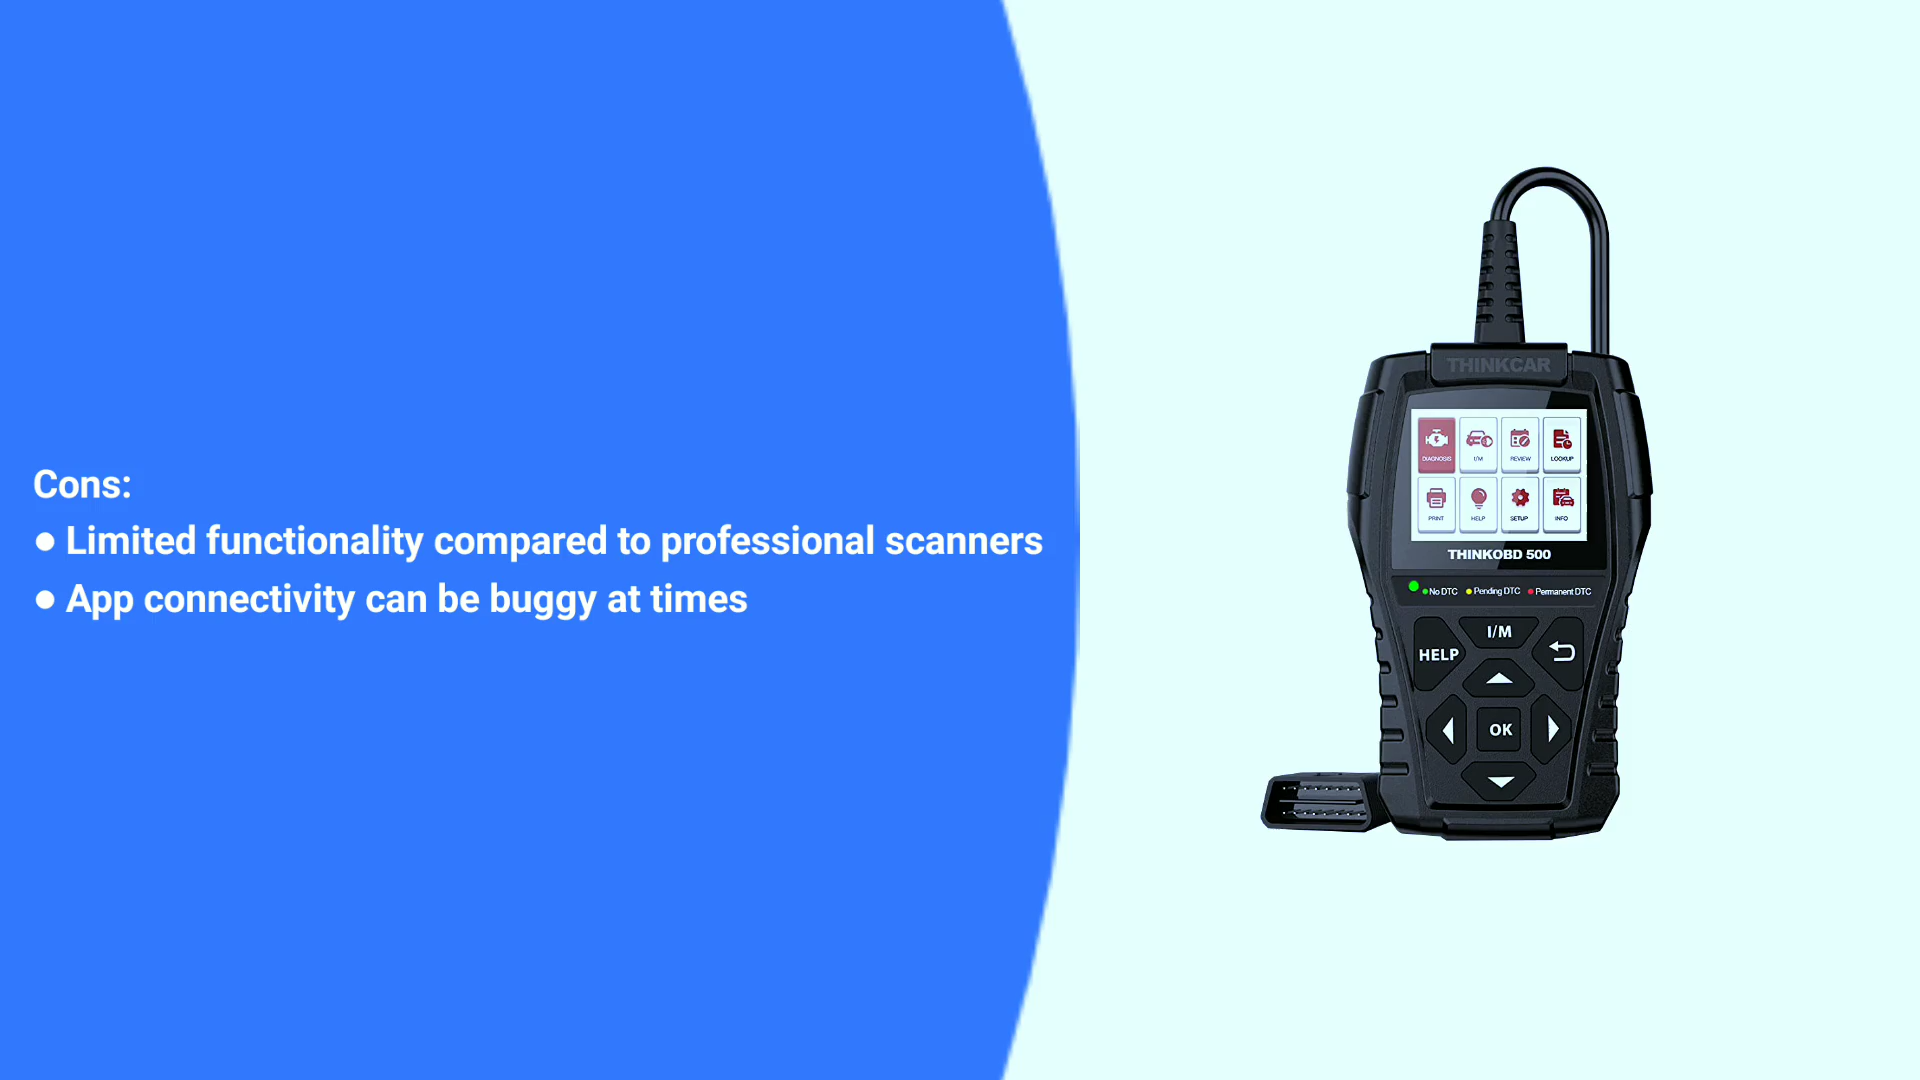 Cons:
● Limited functionality compared to professional scanners
● App connectivity can be buggy at times
THINKCAR
DIAGNOSIS I/M REVIEW LOOKUP
PRINT HELP SETUP INFO
THINKOBD 500
No DTC Pending DTC Permanent DTC
I/M
HELP
OK